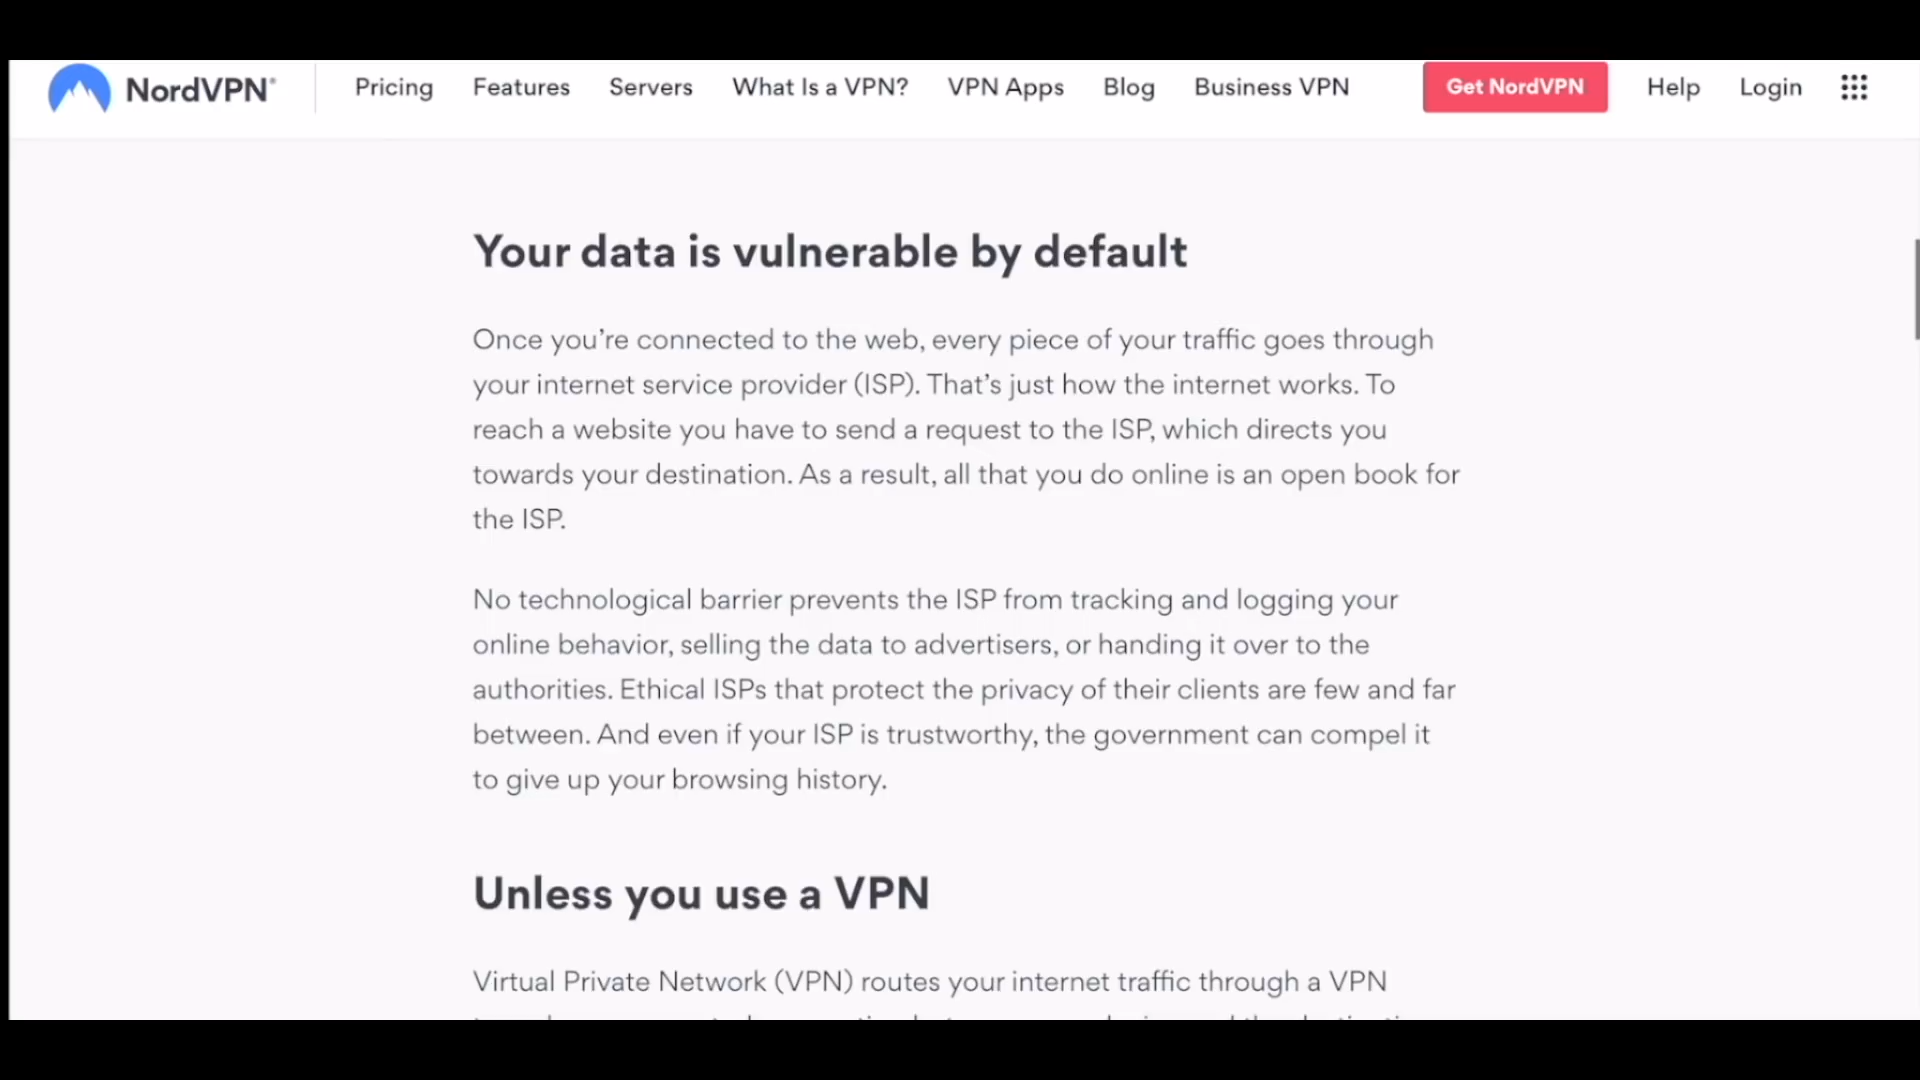 NordVPN®
Pricing Features Servers What Is a VPN? VPN Apps Blog Business VPN Get NordVPN Help Login
Your data is vulnerable by default
Once you’re connected to the web, every piece of your traffic goes through
your internet service provider (ISP). That’s just how the internet works. To
reach a website you have to send a request to the ISP, which directs you
towards your destination. As a result, all that you do online is an open book for
the ISP.
No technological barrier prevents the ISP from tracking and logging your
online behavior, selling the data to advertisers, or handing it over to the
authorities. Ethical ISPs that protect the privacy of their clients are few and far
between. And even if your ISP is trustworthy, the government can compel it
to give up your browsing history.
Unless you use a VPN
Virtual Private Network (VPN) routes your internet traffic through a VPN